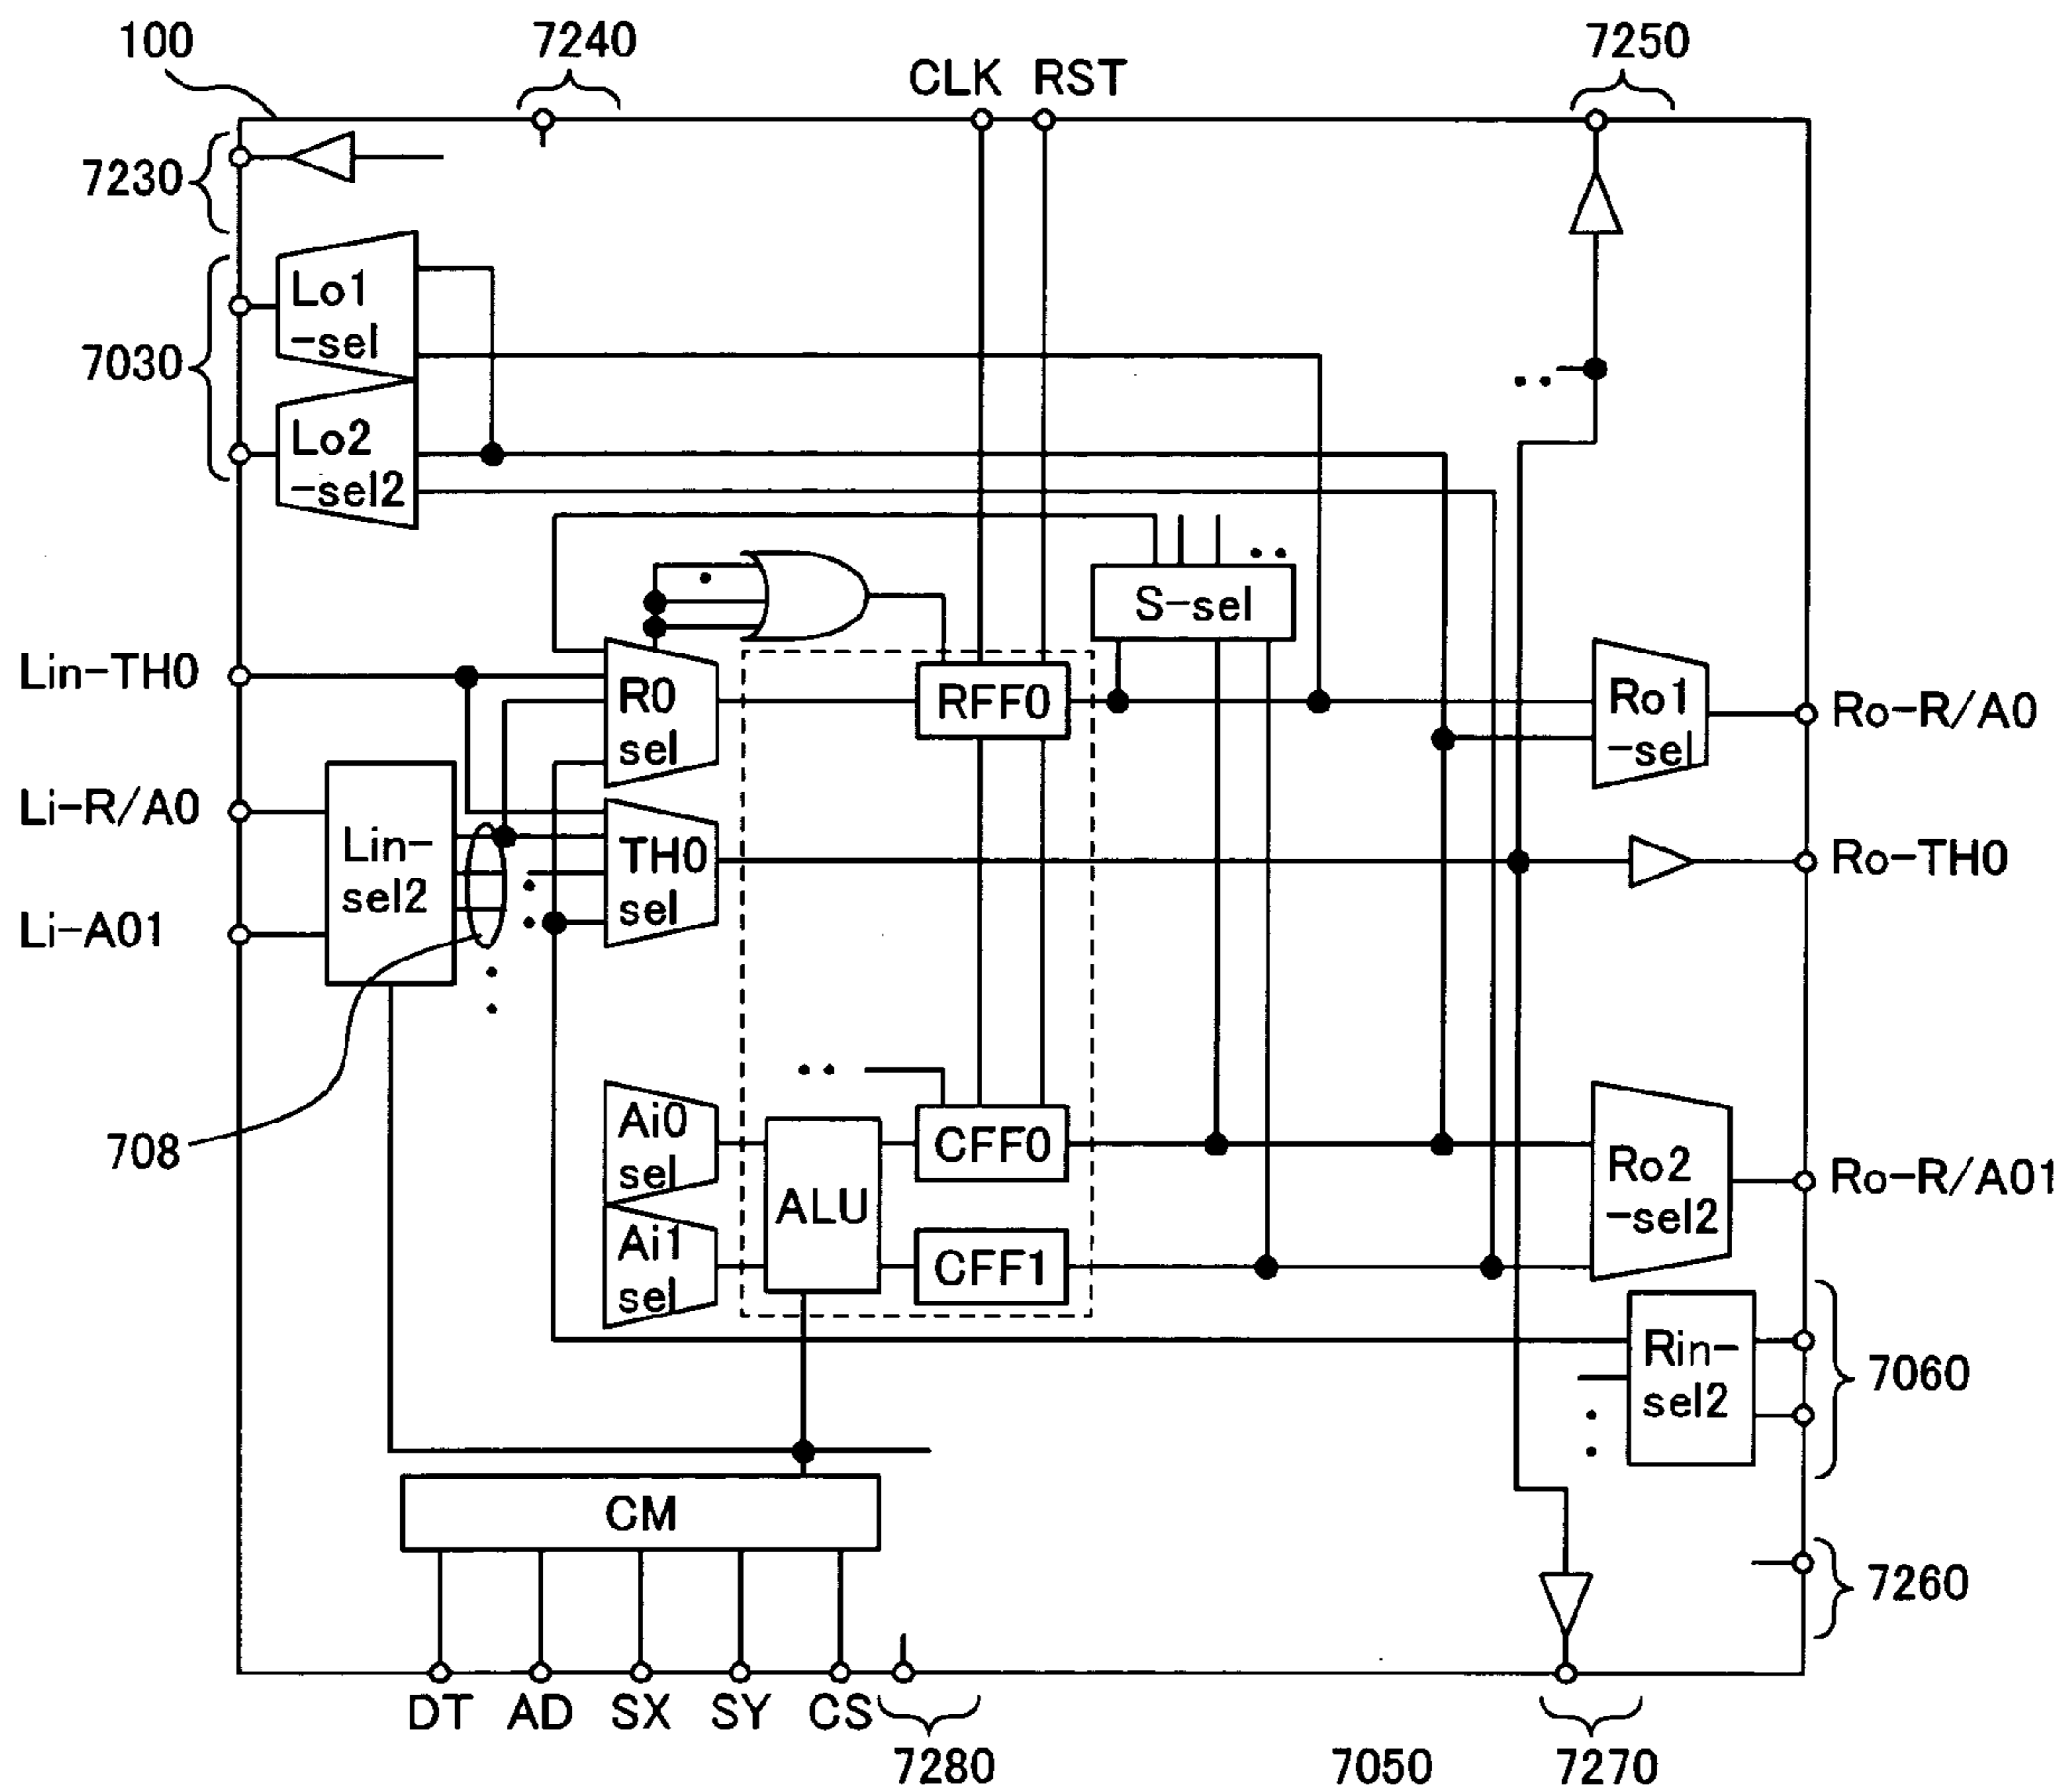 100
7240
CLK
RST
7250
7230
Lo1
-sel
7030
Lo2
-sel2
S-sel
Lin-TH0
R0
sel
RFF0
Ro1
-sel
Ro-R/A0
Li-R/A0
Lin-
sel2
TH0
sel
Ro-TH0
Li-A01
708
Ai0
sel
ALU
CFF0
Ro2
-sel2
Ro-R/A01
Ai1
sel
CFF1
Rin-
sel2
7060
CM
7260
DT
AD
SX
SY
CS
7280
7050
7270